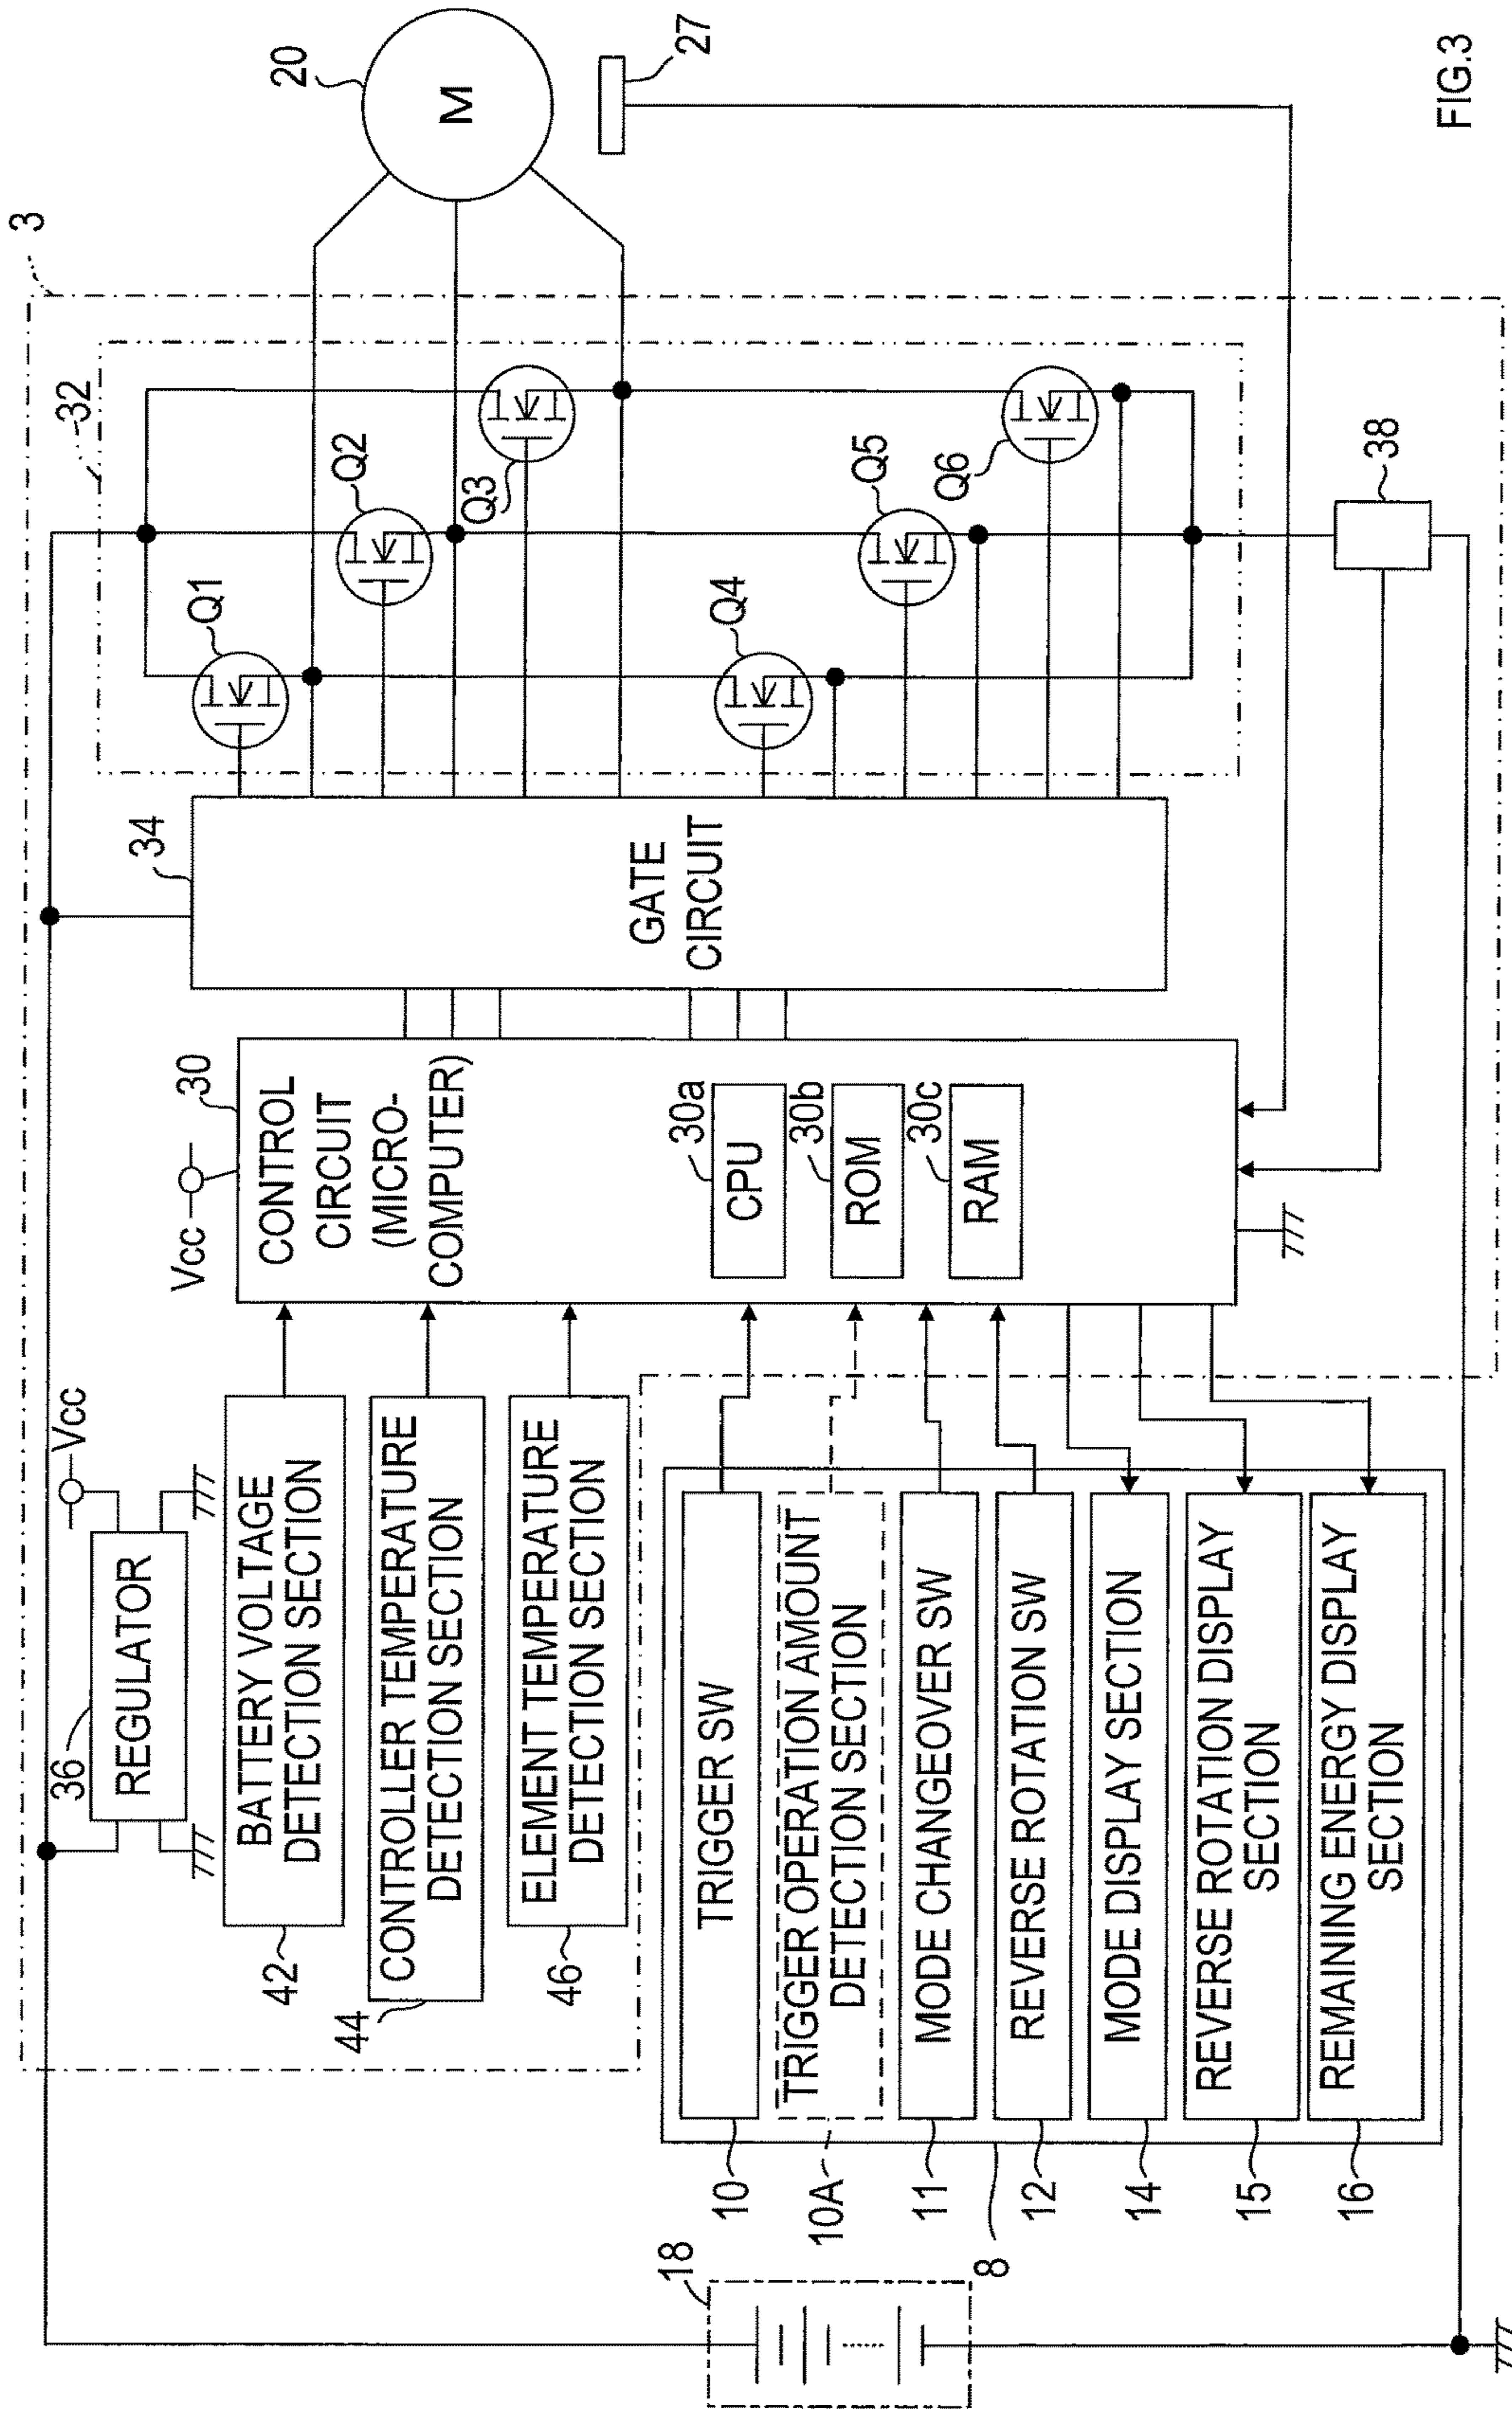 FIG.3
3
20
M
27
32
Q1
Q2
Q3
Q4
Q5
Q6
38
34
GATE
CIRCUIT
Vcc
30
CONTROL
CIRCUIT
(MICRO-
COMPUTER)
30a
CPU
30b
ROM
30c
RAM
Vcc
36
REGULATOR
42
BATTERY VOLTAGE
DETECTION SECTION
44
CONTROLLER TEMPERATURE
DETECTION SECTION
46
ELEMENT TEMPERATURE
DETECTION SECTION
10
TRIGGER SW
10A
TRIGGER OPERATION AMOUNT
DETECTION SECTION
11
MODE CHANGEOVER SW
12
REVERSE ROTATION SW
14
MODE DISPLAY SECTION
15
REVERSE ROTATION DISPLAY
SECTION
16
REMAINING ENERGY DISPLAY
SECTION
8
18